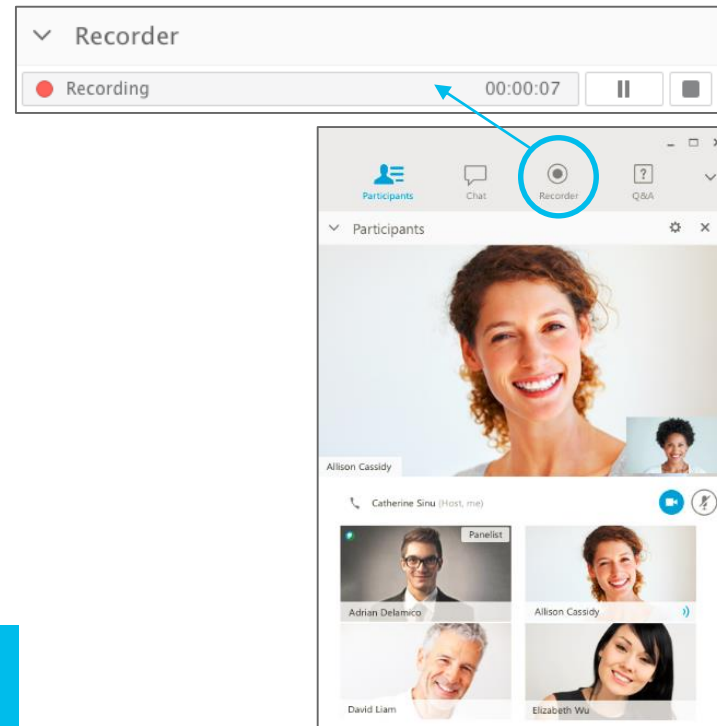 Recorder
Recording 00:00:07
Participants Chat Recorder Q&A
Participants
Allison Cassidy
Catherine Sinu (Host, me)
Panelist
Adrian Delamico
Allison Cassidy
David Liam
Elizabeth Wu